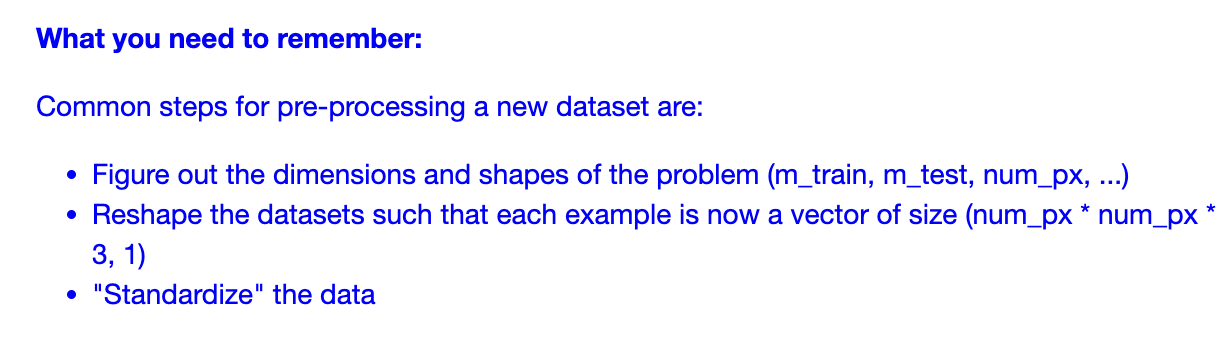 What you need to remember:
Common steps for pre-processing a new dataset are:
• Figure out the dimensions and shapes of the problem (m_train, m_test, num_px, ...)
• Reshape the datasets such that each example is now a vector of size (num_px * num_px *
3, 1)
• "Standardize" the data